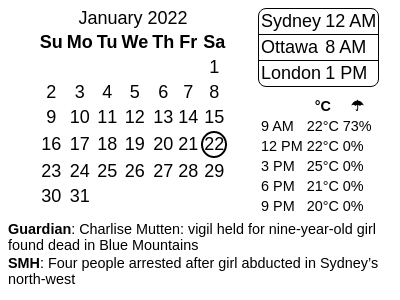 January 2022
Su Mo Tu We Th Fr Sa
1
2 3 4 5 6 7 8
9 10 11 12 13 14 15
16 17 18 19 20 21 22
23 24 25 26 27 28 29
30 31
Sydney 12 AM
Ottawa 8 AM
London 1 PM
°C ☂
9 AM 22°C 73%
12 PM 22°C 0%
3 PM 25°C 0%
6 PM 21°C 0%
9 PM 20°C 0%
Guardian: Charlise Mutten: vigil held for nine-year-old girl
found dead in Blue Mountains
SMH: Four people arrested after girl abducted in Sydney’s
north-west